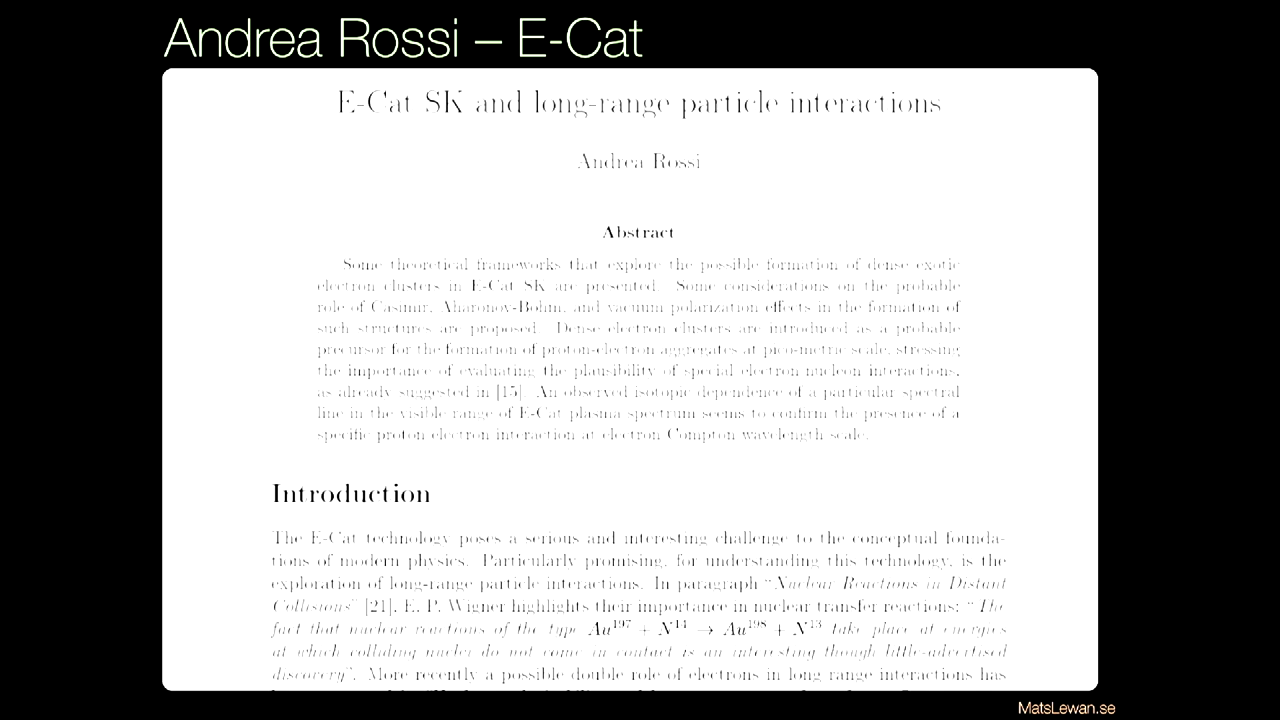 Andrea Rossi – E-Cat
E-Cat SK and long-range particle interactions
Andrea Rossi
Abstract
Some theoretical frameworks that explore the possible formation of dense exotic
electron clusters in E-Cat SK are presented. Some considerations on the probable
role of Casimir, Aharonov-Bohm, and vacuum polarization effects in the formation of
such structures are proposed. Dense electron clusters are introduced as a probable
precursor for the formation of proton-electron aggregates at pico-metric scale, stressing
the importance of evaluating the plausibility of special electron-nucleon interactions,
as already suggested in [15]. An observed isotopic dependence of a particular spectral
line in the visible range of E-Cat plasma spectrum seems to confirm the presence of a
specific proton electron interaction at electron Compton wavelength scale.
Introduction
The E-Cat technology poses a serious and interesting challenge to the conceptual founda-
tions of modern physics. Particularly promising, for understanding this technology, is the
exploration of long-range particle interactions. In paragraph “Nuclear Reactions in Distant
Collisions” [21], E. P. Wigner highlights their importance in nuclear transfer reactions: “The
fact that nuclear reactions of the type Au¹⁹⁷ + N¹⁴ → Au¹⁹⁸ + N¹³ take place at energies
at which colliding nuclei do not come in contact is an interesting though little-advertised
discovery”. More recently a possible double role of electrons in long range interactions has
MatsLewan.se